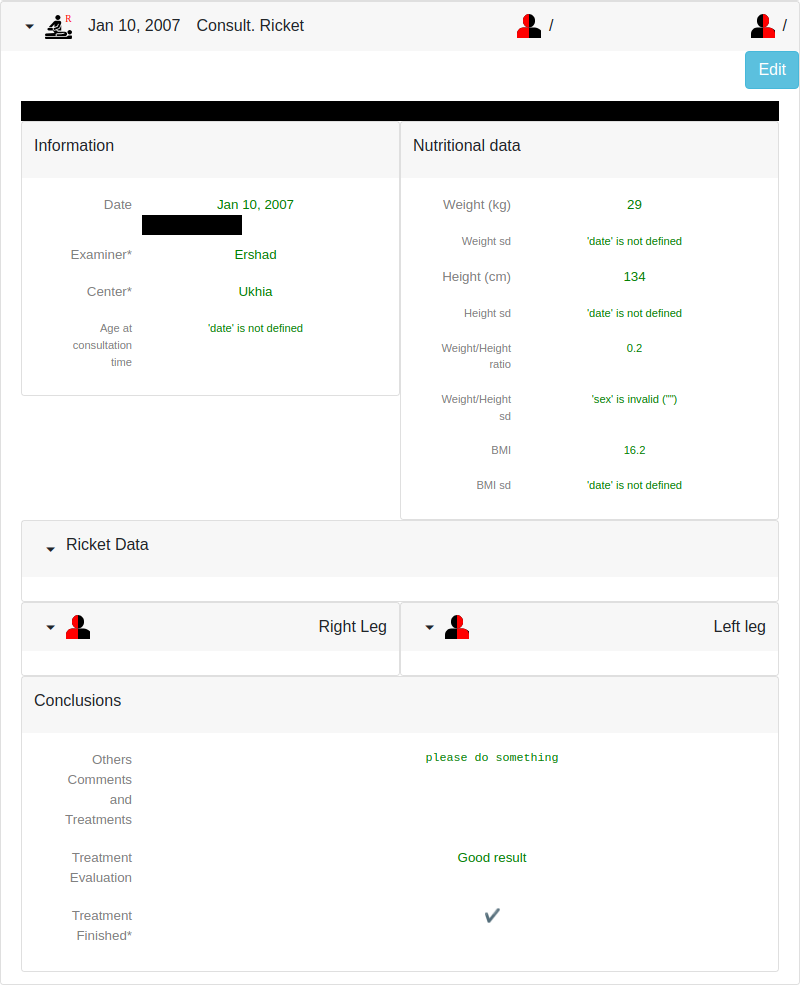 R
Jan 10, 2007 Consult. Ricket / /
Edit
Information
Date Jan 10, 2007
Examiner* Ershad
Center* Ukhia
Age at 'date' is not defined
consultation
time
Nutritional data
Weight (kg) 29
Weight sd 'date' is not defined
Height (cm) 134
Height sd 'date' is not defined
Weight/Height 0.2
ratio
Weight/Height 'sex' is invalid ("")
sd
BMI 16.2
BMI sd 'date' is not defined
Ricket Data
Right Leg
Left leg
Conclusions
Others please do something
Comments
and
Treatments
Treatment Good result
Evaluation
Treatment ✔
Finished*